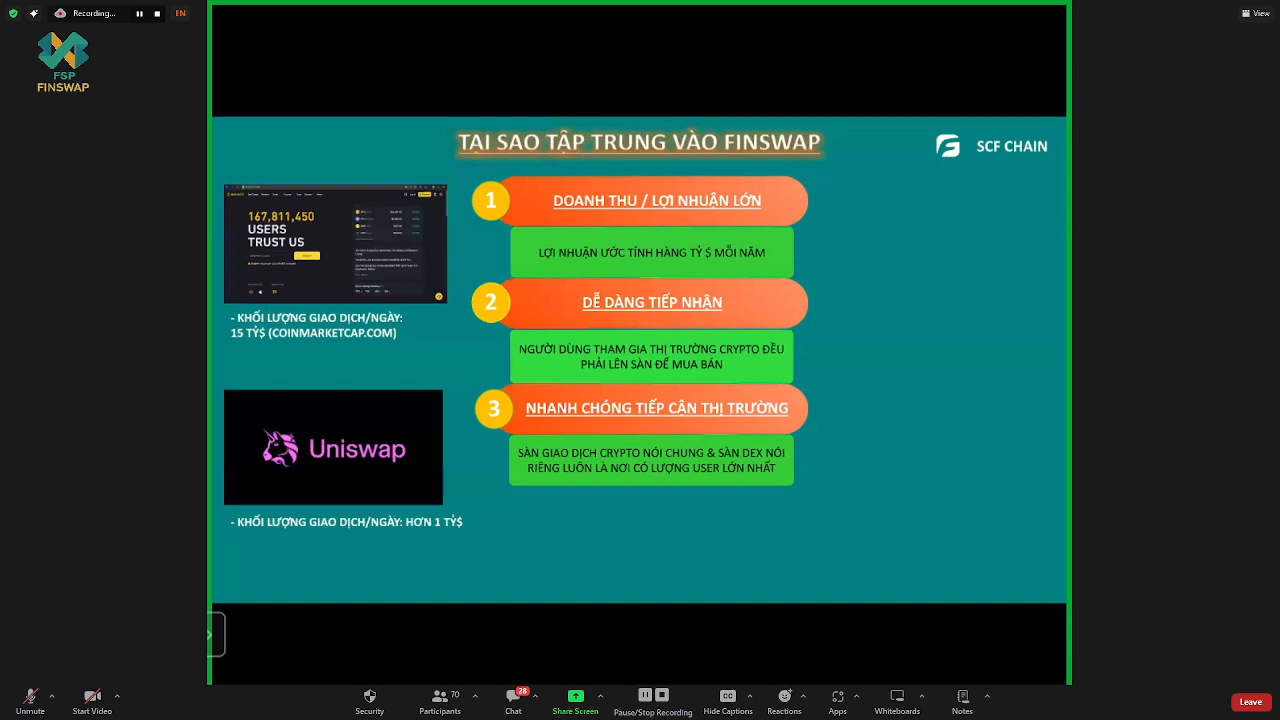 Recording...
EN
View
FSP
FINSWAP
TẠI SAO TẬP TRUNG VÀO FINSWAP
SCF CHAIN
167,811,450
USERS
TRUST US
- KHỐI LƯỢNG GIAO DỊCH/NGÀY:
15 TỶ$ (COINMARKETCAP.COM)
Uniswap
- KHỐI LƯỢNG GIAO DỊCH/NGÀY: HƠN 1 TỶ$
1
DOANH THU / LỢI NHUẬN LỚN
LỢI NHUẬN ƯỚC TÍNH HÀNG TỶ $ MỖI NĂM
2
DỄ DÀNG TIẾP NHẬN
NGƯỜI DÙNG THAM GIA THỊ TRƯỜNG CRYPTO ĐỀU
PHẢI LÊN SÀN ĐỂ MUA BÁN
3
NHANH CHÓNG TIẾP CẬN THỊ TRƯỜNG
SÀN GIAO DỊCH CRYPTO NÓI CHUNG & SÀN DEX NÓI
RIÊNG LUÔN LÀ NƠI CÓ LƯỢNG USER LỚN NHẤT
70
28
Unmute
Start Video
Security
Participants
Chat
Share Screen
Pause/Stop Recording
Hide Captions
Reactions
Apps
Whiteboards
Notes
Leave